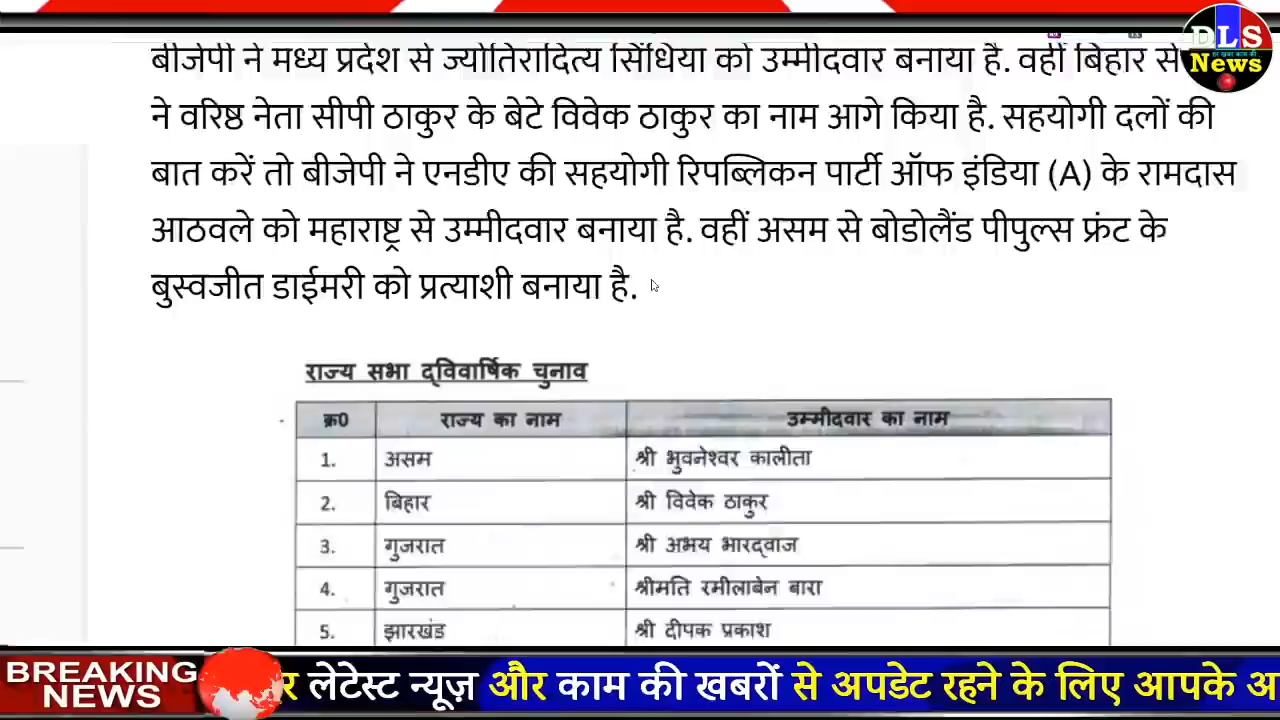 बीजेपी ने मध्य प्रदेश से ज्योतिरादित्य सिंधिया को उम्मीदवार बनाया है. वहीं बिहार से
DLS
News
ने वरिष्ठ नेता सीपी ठाकुर के बेटे विवेक ठाकुर का नाम आगे किया है. सहयोगी दलों की
बात करें तो बीजेपी ने एनडीए की सहयोगी रिपब्लिकन पार्टी ऑफ इंडिया (A) के रामदास
आठवले को महाराष्ट्र से उम्मीदवार बनाया है. वहीं असम से बोडोलैंड पीपुल्स फ्रंट के
बुस्वजीत डाईमरी को प्रत्याशी बनाया है.
राज्य सभा द्विवार्षिक चुनाव
क्र0 राज्य का नाम उम्मीदवार का नाम
1. असम श्री भुवनेश्वर कालीता
2. बिहार श्री विवेक ठाकुर
3. गुजरात श्री अभय भारद्वाज
4. गुजरात श्रीमति रमीलाबेन बारा
5. झारखंड श्री दीपक प्रकाश
BREAKING
NEWS
र लेटेस्ट न्यूज़ और काम की खबरों से अपडेट रहने के लिए आपके अ